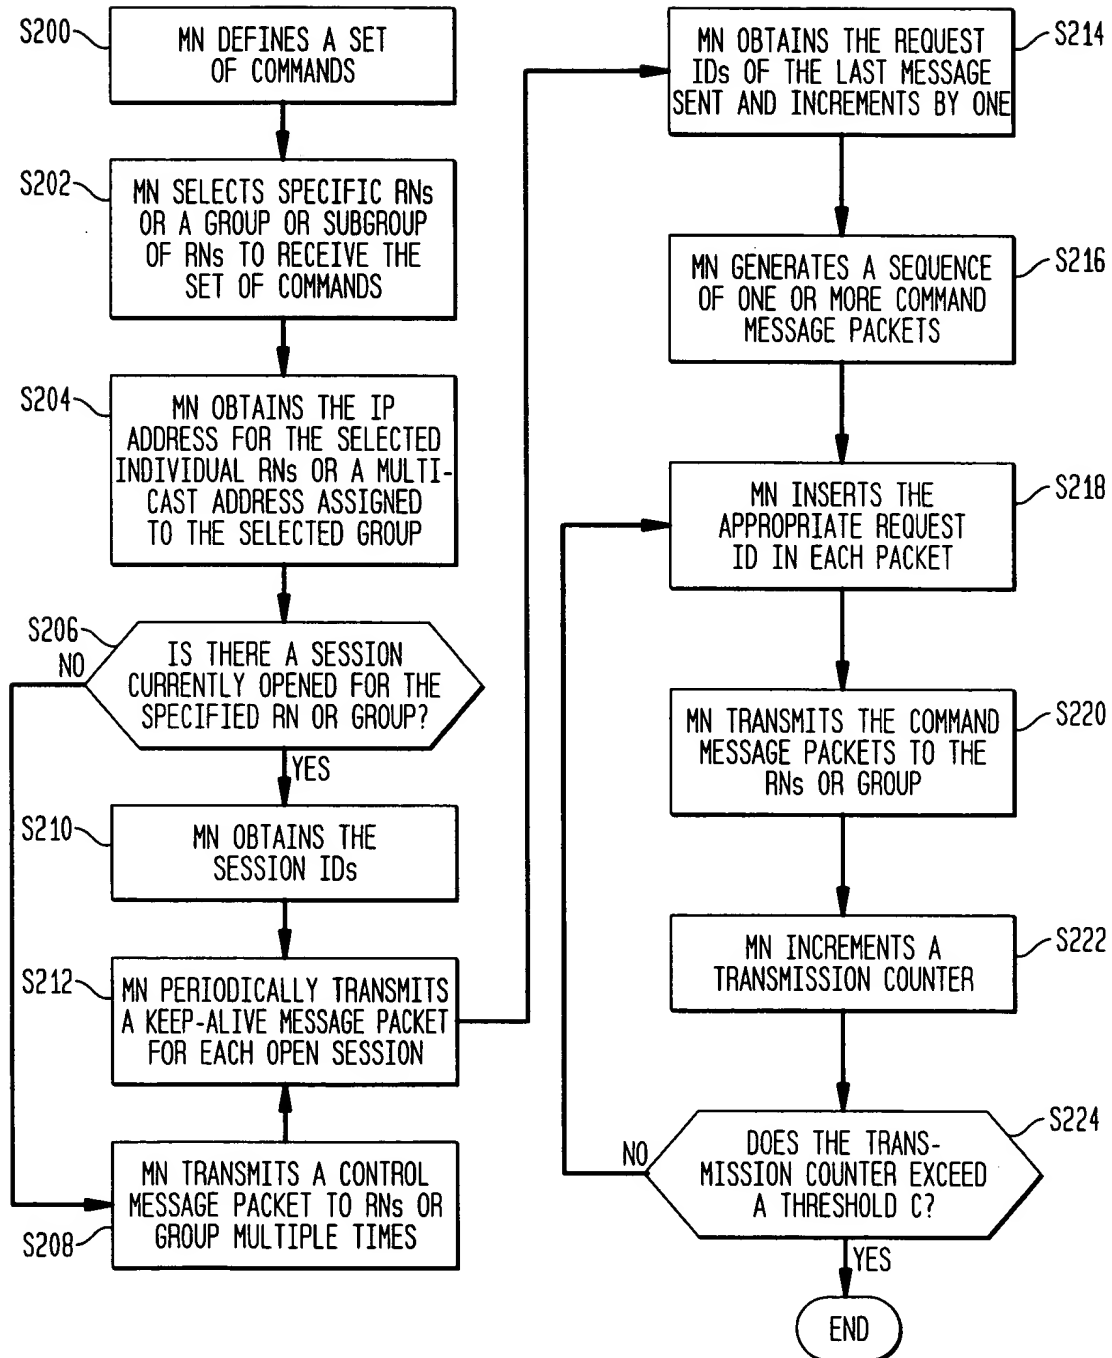 S200
MN DEFINES A SET
OF COMMANDS
S202
MN SELECTS SPECIFIC RNs
OR A GROUP OR SUBGROUP
OF RNs TO RECEIVE THE
SET OF COMMANDS
S204
MN OBTAINS THE IP
ADDRESS FOR THE SELECTED
INDIVIDUAL RNs OR A MULTI-
CAST ADDRESS ASSIGNED
TO THE SELECTED GROUP
S206
NO
IS THERE A SESSION
CURRENTLY OPENED FOR THE
SPECIFIED RN OR GROUP?
YES
S210
MN OBTAINS THE
SESSION IDs
S212
MN PERIODICALLY TRANSMITS
A KEEP-ALIVE MESSAGE PACKET
FOR EACH OPEN SESSION
MN TRANSMITS A CONTROL
MESSAGE PACKET TO RNs OR
GROUP MULTIPLE TIMES
S208
S214
MN OBTAINS THE REQUEST
IDs OF THE LAST MESSAGE
SENT AND INCREMENTS BY ONE
S216
MN GENERATES A SEQUENCE
OF ONE OR MORE COMMAND
MESSAGE PACKETS
S218
MN INSERTS THE
APPROPRIATE REQUEST
ID IN EACH PACKET
S220
MN TRANSMITS THE COMMAND
MESSAGE PACKETS TO THE
RNs OR GROUP
S222
MN INCREMENTS A
TRANSMISSION COUNTER
S224
NO
DOES THE TRANS-
MISSION COUNTER EXCEED
A THRESHOLD C?
YES
END